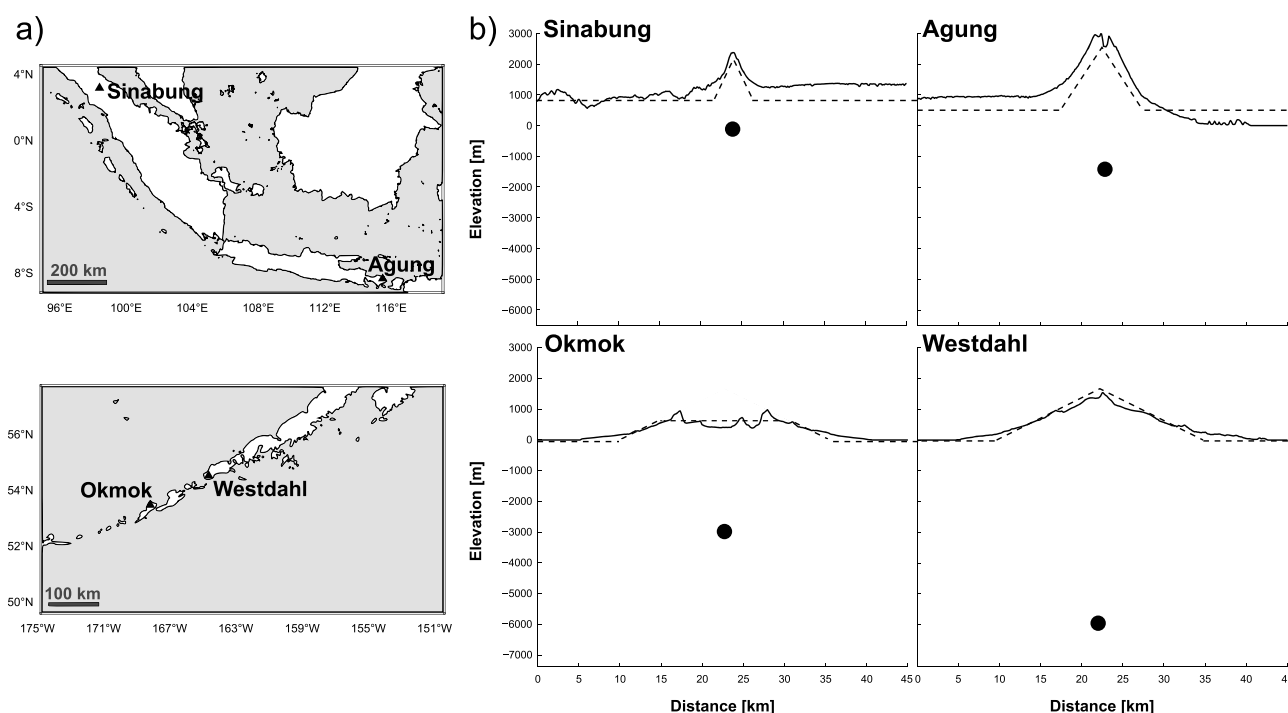 a)
4°N
0°N
4°S
8°S
Sinabung
Agung
200 km
96°E 100°E 104°E 108°E 112°E 116°E
56°N
54°N
52°N
50°N
Okmok
Westdahl
100 km
175°W 171°W 167°W 163°W 159°W 155°W 151°W
b)
Sinabung
Elevation [m]
3000
2000
1000
0
−1000
−2000
−3000
−4000
−5000
−6000
Agung
Okmok
Elevation [m]
3000
2000
1000
0
−1000
−2000
−3000
−4000
−5000
−6000
−7000
0 5 10 15 20 25 30 35 40 45
Distance [km]
Westdahl
0 5 10 15 20 25 30 35 40
Distance [km]